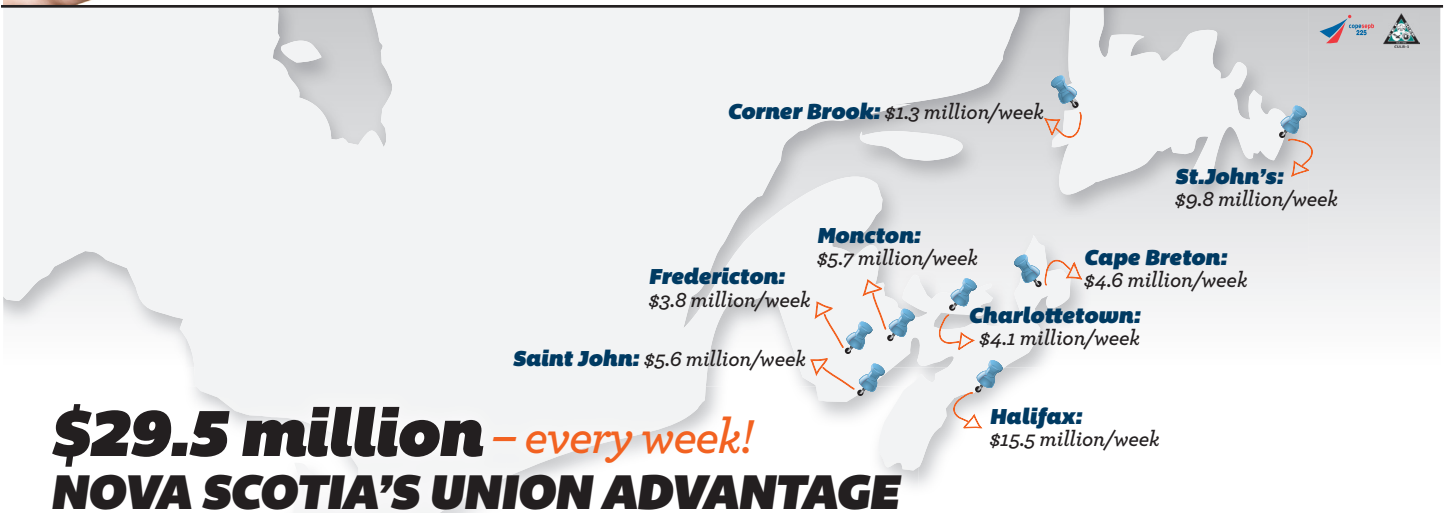 copesepb
225
Corner Brook: $1.3 million/week
St.John’s:
$9.8 million/week
Moncton:
$5.7 million/week
Cape Breton:
$4.6 million/week
Fredericton:
$3.8 million/week
Charlottetown:
$4.1 million/week
Saint John: $5.6 million/week
Halifax:
$15.5 million/week
$29.5 million – every week!
NOVA SCOTIA’S UNION ADVANTAGE